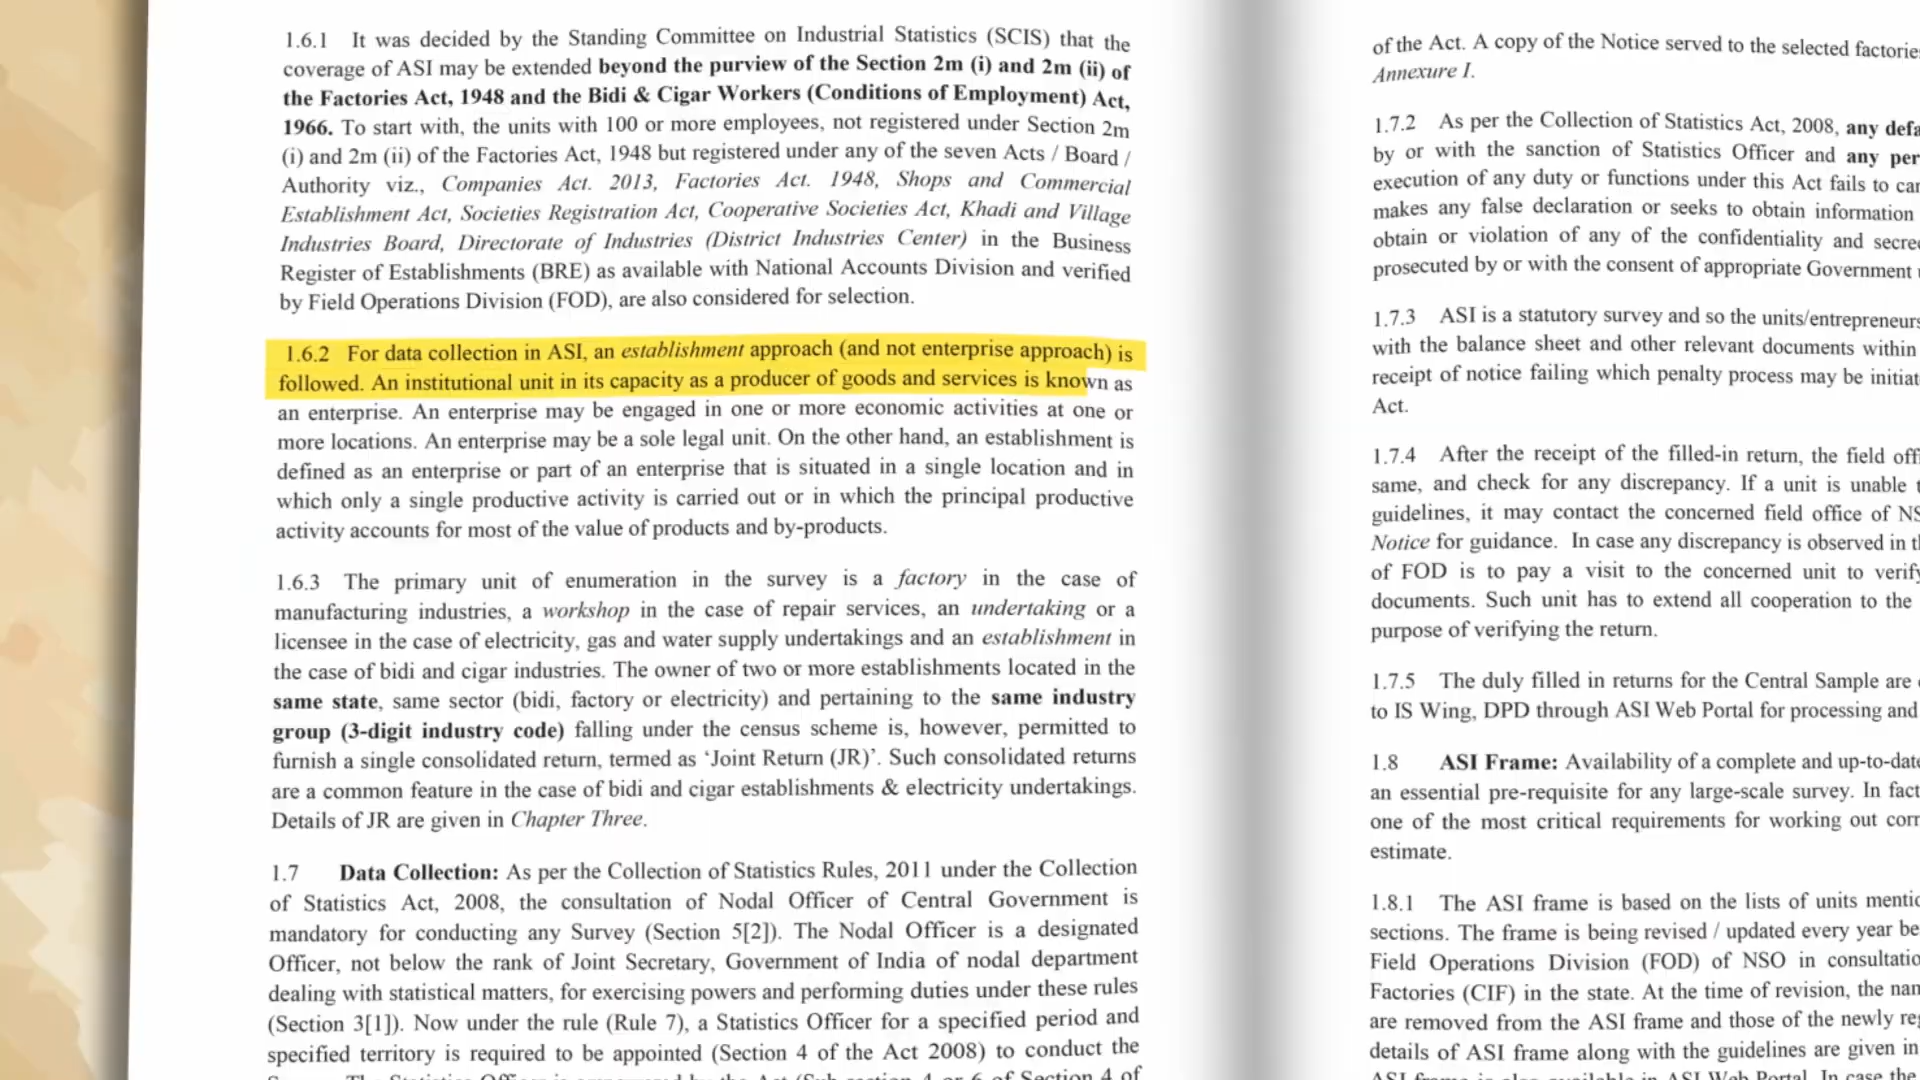 1.6.1 It was decided by the Standing Committee on Industrial Statistics (SCIS) that the
coverage of ASI may be extended beyond the purview of the Section 2m (i) and 2m (ii) of
the Factories Act, 1948 and the Bidi & Cigar Workers (Conditions of Employment) Act,
1966. To start with, the units with 100 or more employees, not registered under Section 2m
(i) and 2m (ii) of the Factories Act, 1948 but registered under any of the seven Acts / Board /
Authority viz., Companies Act. 2013, Factories Act. 1948, Shops and Commercial
Establishment Act, Societies Registration Act, Cooperative Societies Act, Khadi and Village
Industries Board, Directorate of Industries (District Industries Center) in the Business
Register of Establishments (BRE) as available with National Accounts Division and verified
by Field Operations Division (FOD), are also considered for selection.
1.6.2 For data collection in ASI, an establishment approach (and not enterprise approach) is
followed. An institutional unit in its capacity as a producer of goods and services is known as
an enterprise. An enterprise may be engaged in one or more economic activities at one or
more locations. An enterprise may be a sole legal unit. On the other hand, an establishment is
defined as an enterprise or part of an enterprise that is situated in a single location and in
which only a single productive activity is carried out or in which the principal productive
activity accounts for most of the value of products and by-products.
1.6.3 The primary unit of enumeration in the survey is a factory in the case of
manufacturing industries, a workshop in the case of repair services, an undertaking or a
licensee in the case of electricity, gas and water supply undertakings and an establishment in
the case of bidi and cigar industries. The owner of two or more establishments located in the
same state, same sector (bidi, factory or electricity) and pertaining to the same industry
group (3-digit industry code) falling under the census scheme is, however, permitted to
furnish a single consolidated return, termed as ‘Joint Return (JR)’. Such consolidated returns
are a common feature in the case of bidi and cigar establishments & electricity undertakings.
Details of JR are given in Chapter Three.
1.7 Data Collection: As per the Collection of Statistics Rules, 2011 under the Collection
of Statistics Act, 2008, the consultation of Nodal Officer of Central Government is
mandatory for conducting any Survey (Section 5[2]). The Nodal Officer is a designated
Officer, not below the rank of Joint Secretary, Government of India of nodal department
dealing with statistical matters, for exercising powers and performing duties under these rules
(Section 3[1]). Now under the rule (Rule 7), a Statistics Officer for a specified period and
specified territory is required to be appointed (Section 4 of the Act 2008) to conduct the
of the Act. A copy of the Notice served to the selected
Annexure I.
1.7.2 As per the Collection of Statistics Act, 2008, any
by or with the sanction of Statistics Officer and any
execution of any duty or functions under this Act fails to
makes any false declaration or seeks to obtain information
obtain or violation of any of the confidentiality and
prosecuted by or with the consent of appropriate Government
1.7.3 ASI is a statutory survey and so the
with the balance sheet and other relevant documents within
receipt of notice failing which penalty process may be
Act.
1.7.4 After the receipt of the filled-in return, the field
same, and check for any discrepancy. If a unit is unable
guidelines, it may contact the concerned field office of
Notice for guidance. In case any discrepancy is observed in
of FOD is to pay a visit to the concerned unit to
documents. Such unit has to extend all cooperation to the
purpose of verifying the return.
1.7.5 The duly filled in returns for the Central Sample are
to IS Wing, DPD through ASI Web Portal for processing and
1.8 ASI Frame: Availability of a complete and
an essential pre-requisite for any large-scale survey. In
one of the most critical requirements for working out
estimate.
1.8.1 The ASI frame is based on the lists of units
sections. The frame is being revised / updated every year
Field Operations Division (FOD) of NSO in
Factories (CIF) in the state. At the time of revision, the
are removed from the ASI frame and those of the newly
details of ASI frame along with the guidelines are given in